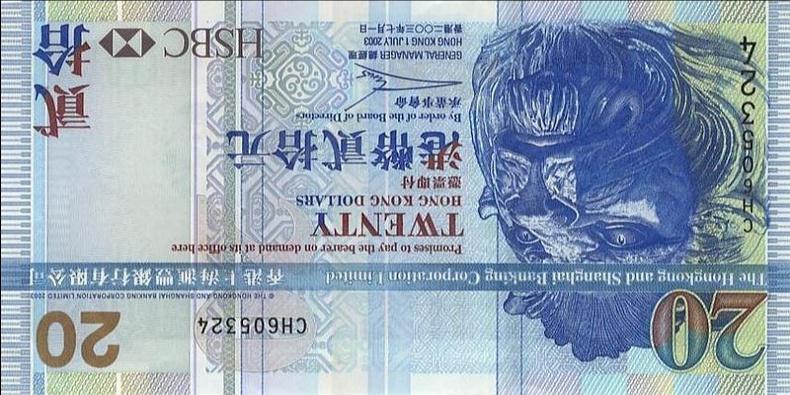 20
CH605324
20
© THE HONGKONG AND SHANGHAI BANKING CORPORATION LIMITED 2003
The Hongkong and Shanghai Banking Corporation Limited
香港上海滙豐銀行有限公司
Promises to pay the bearer on demand at its office here
TWENTY
HONG KONG DOLLARS
憑票即付
港幣貳拾元
By order of the Board of Directors
承董事會命
GENERAL MANAGER 總經理
HONG KONG 1 JULY 2003
香港二〇〇三年七月一日
HSBC
貳拾
CH605324